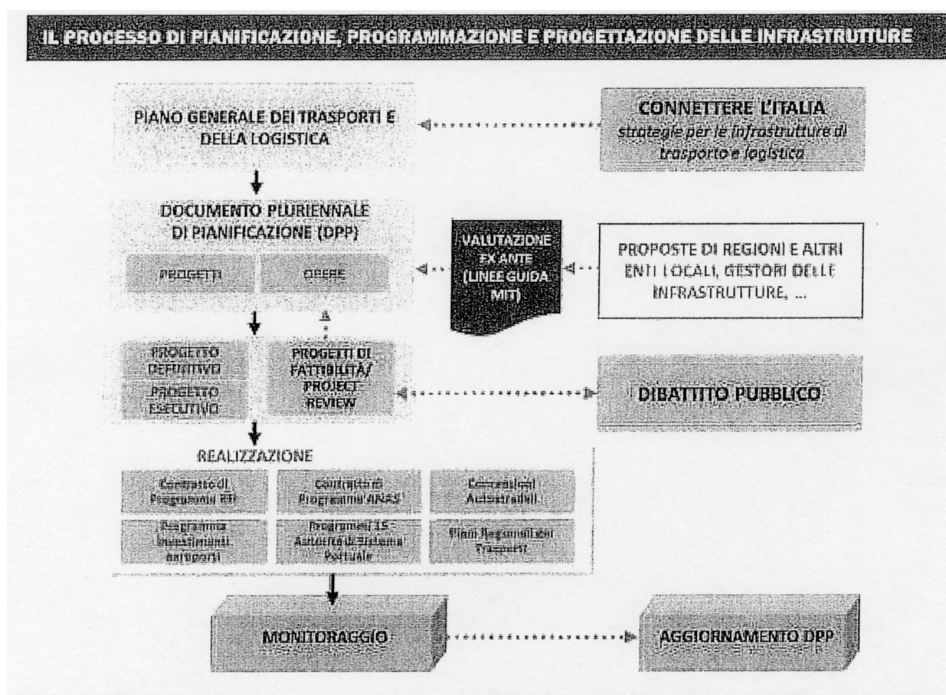 IL PROCESSO DI PIANIFICAZIONE, PROGRAMMAZIONE E PROGETTAZIONE DELLE INFRASTRUTTURE
PIANO GENERALE DEI TRASPORTI E
DELLA LOGISTICA
CONNETTERE L'ITALIA
strategie per le infrastrutture di
trasporto e logistica
DOCUMENTO PLURIENNALE
DI PIANIFICAZIONE (DPP)
PROGETTI
OPERE
VALUTAZIONE
EX ANTE
(LINEE GUIDA
MIT)
PROPOSTE DI REGIONI E ALTRI
ENTI LOCALI, GESTORI DELLE
INFRASTRUTTURE, ...
PROGETTO
DEFINITIVO
PROGETTO
ESECUTIVO
PROGETTI DI
FATTIBILITÀ/
PROJECT
REVIEW
DIBATTITO PUBBLICO
REALIZZAZIONE
Contratto di
Programma RFI
Contratto di
Programma ANAS
Concessioni
Autostradali
Programma
investimenti
aeroporti
Programmi 15
Autorità di Sistema
Portuale
Piani Regionali dei
Trasporti
MONITORAGGIO
AGGIORNAMENTO DPP